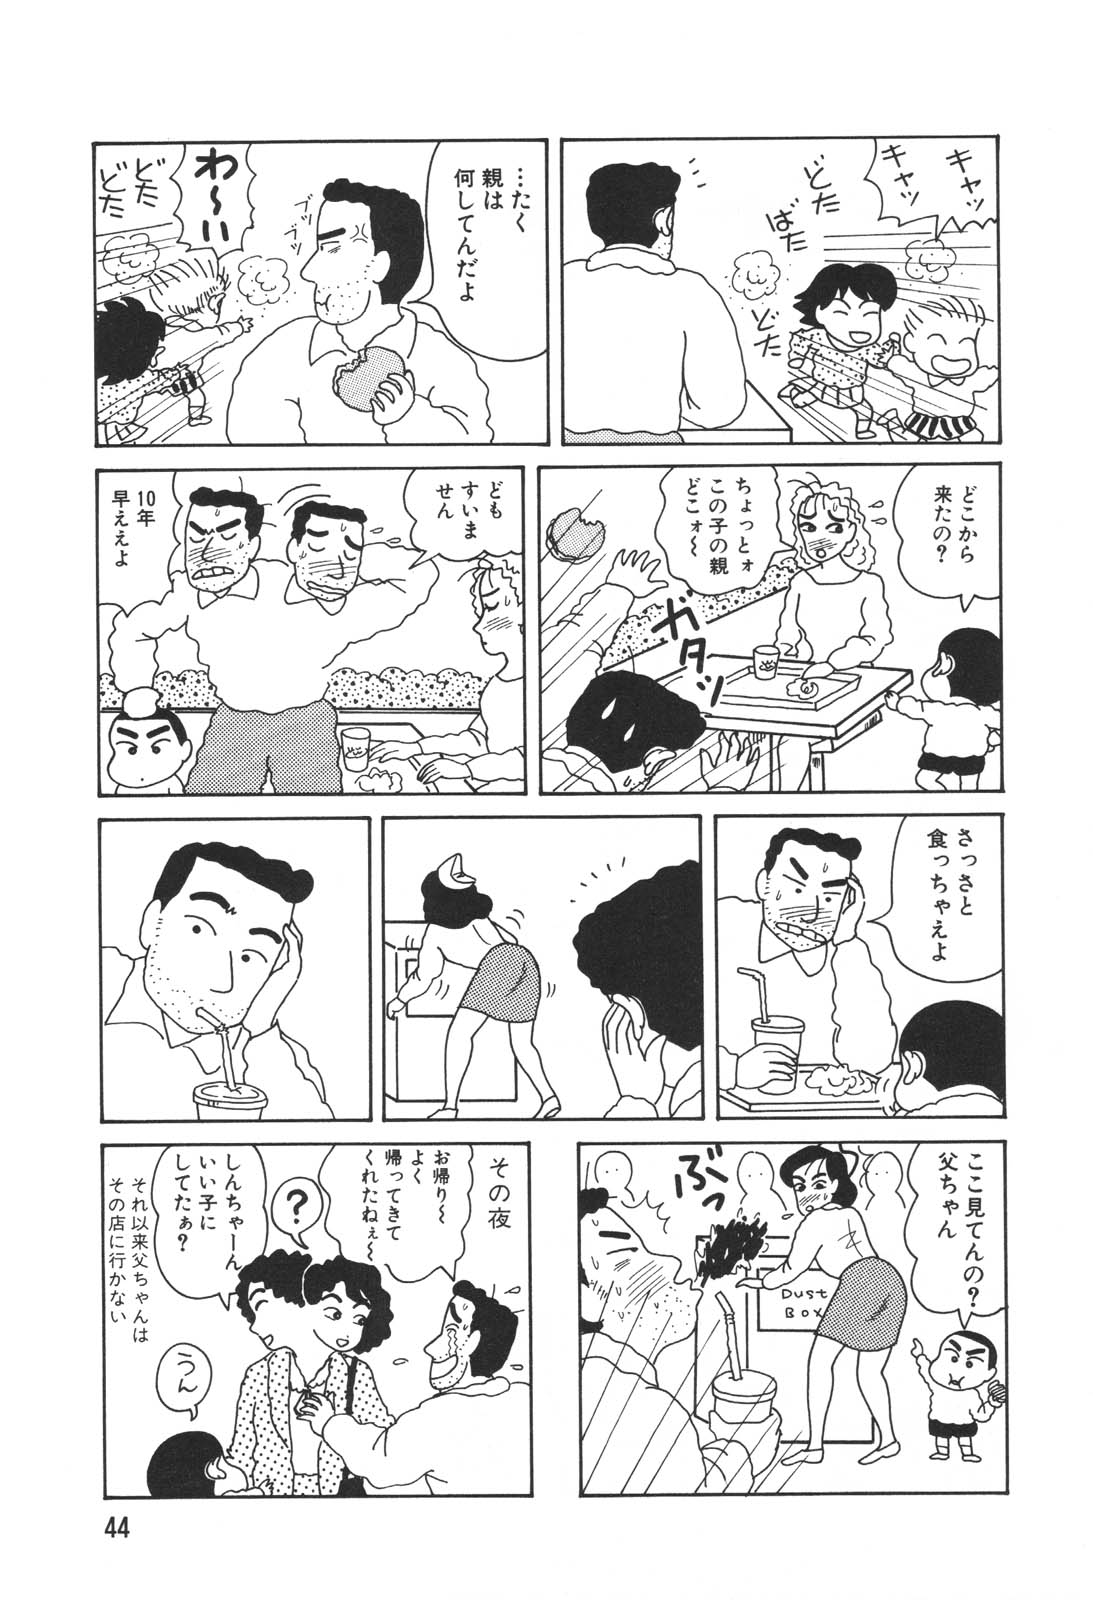 キャッ
キャッ
どた
ばた
どた
…たく
親は
何してんだよ
ブッ
ブッ
わ～い
どた
どた
どこから
来たの？
ちょっとォ
この子の親
どこォ～
ガタッ
ども
すいま
せん
10年
早ええよ
さっさと
食っちゃえよ
ここ見てんの？
父ちゃん
ぶっ
Dust
Box
その夜
お帰り～
よく
帰ってきて
くれたねぇ～
？
しんちゃーん
いい子に
してたぁ？
うん
それ以来父ちゃんは
その店に行かない
44